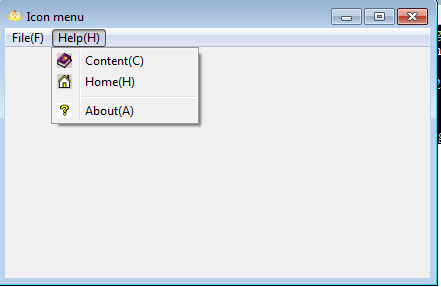 Icon menu
File(F) Help(H)
Content(C)
Home(H)
About(A)